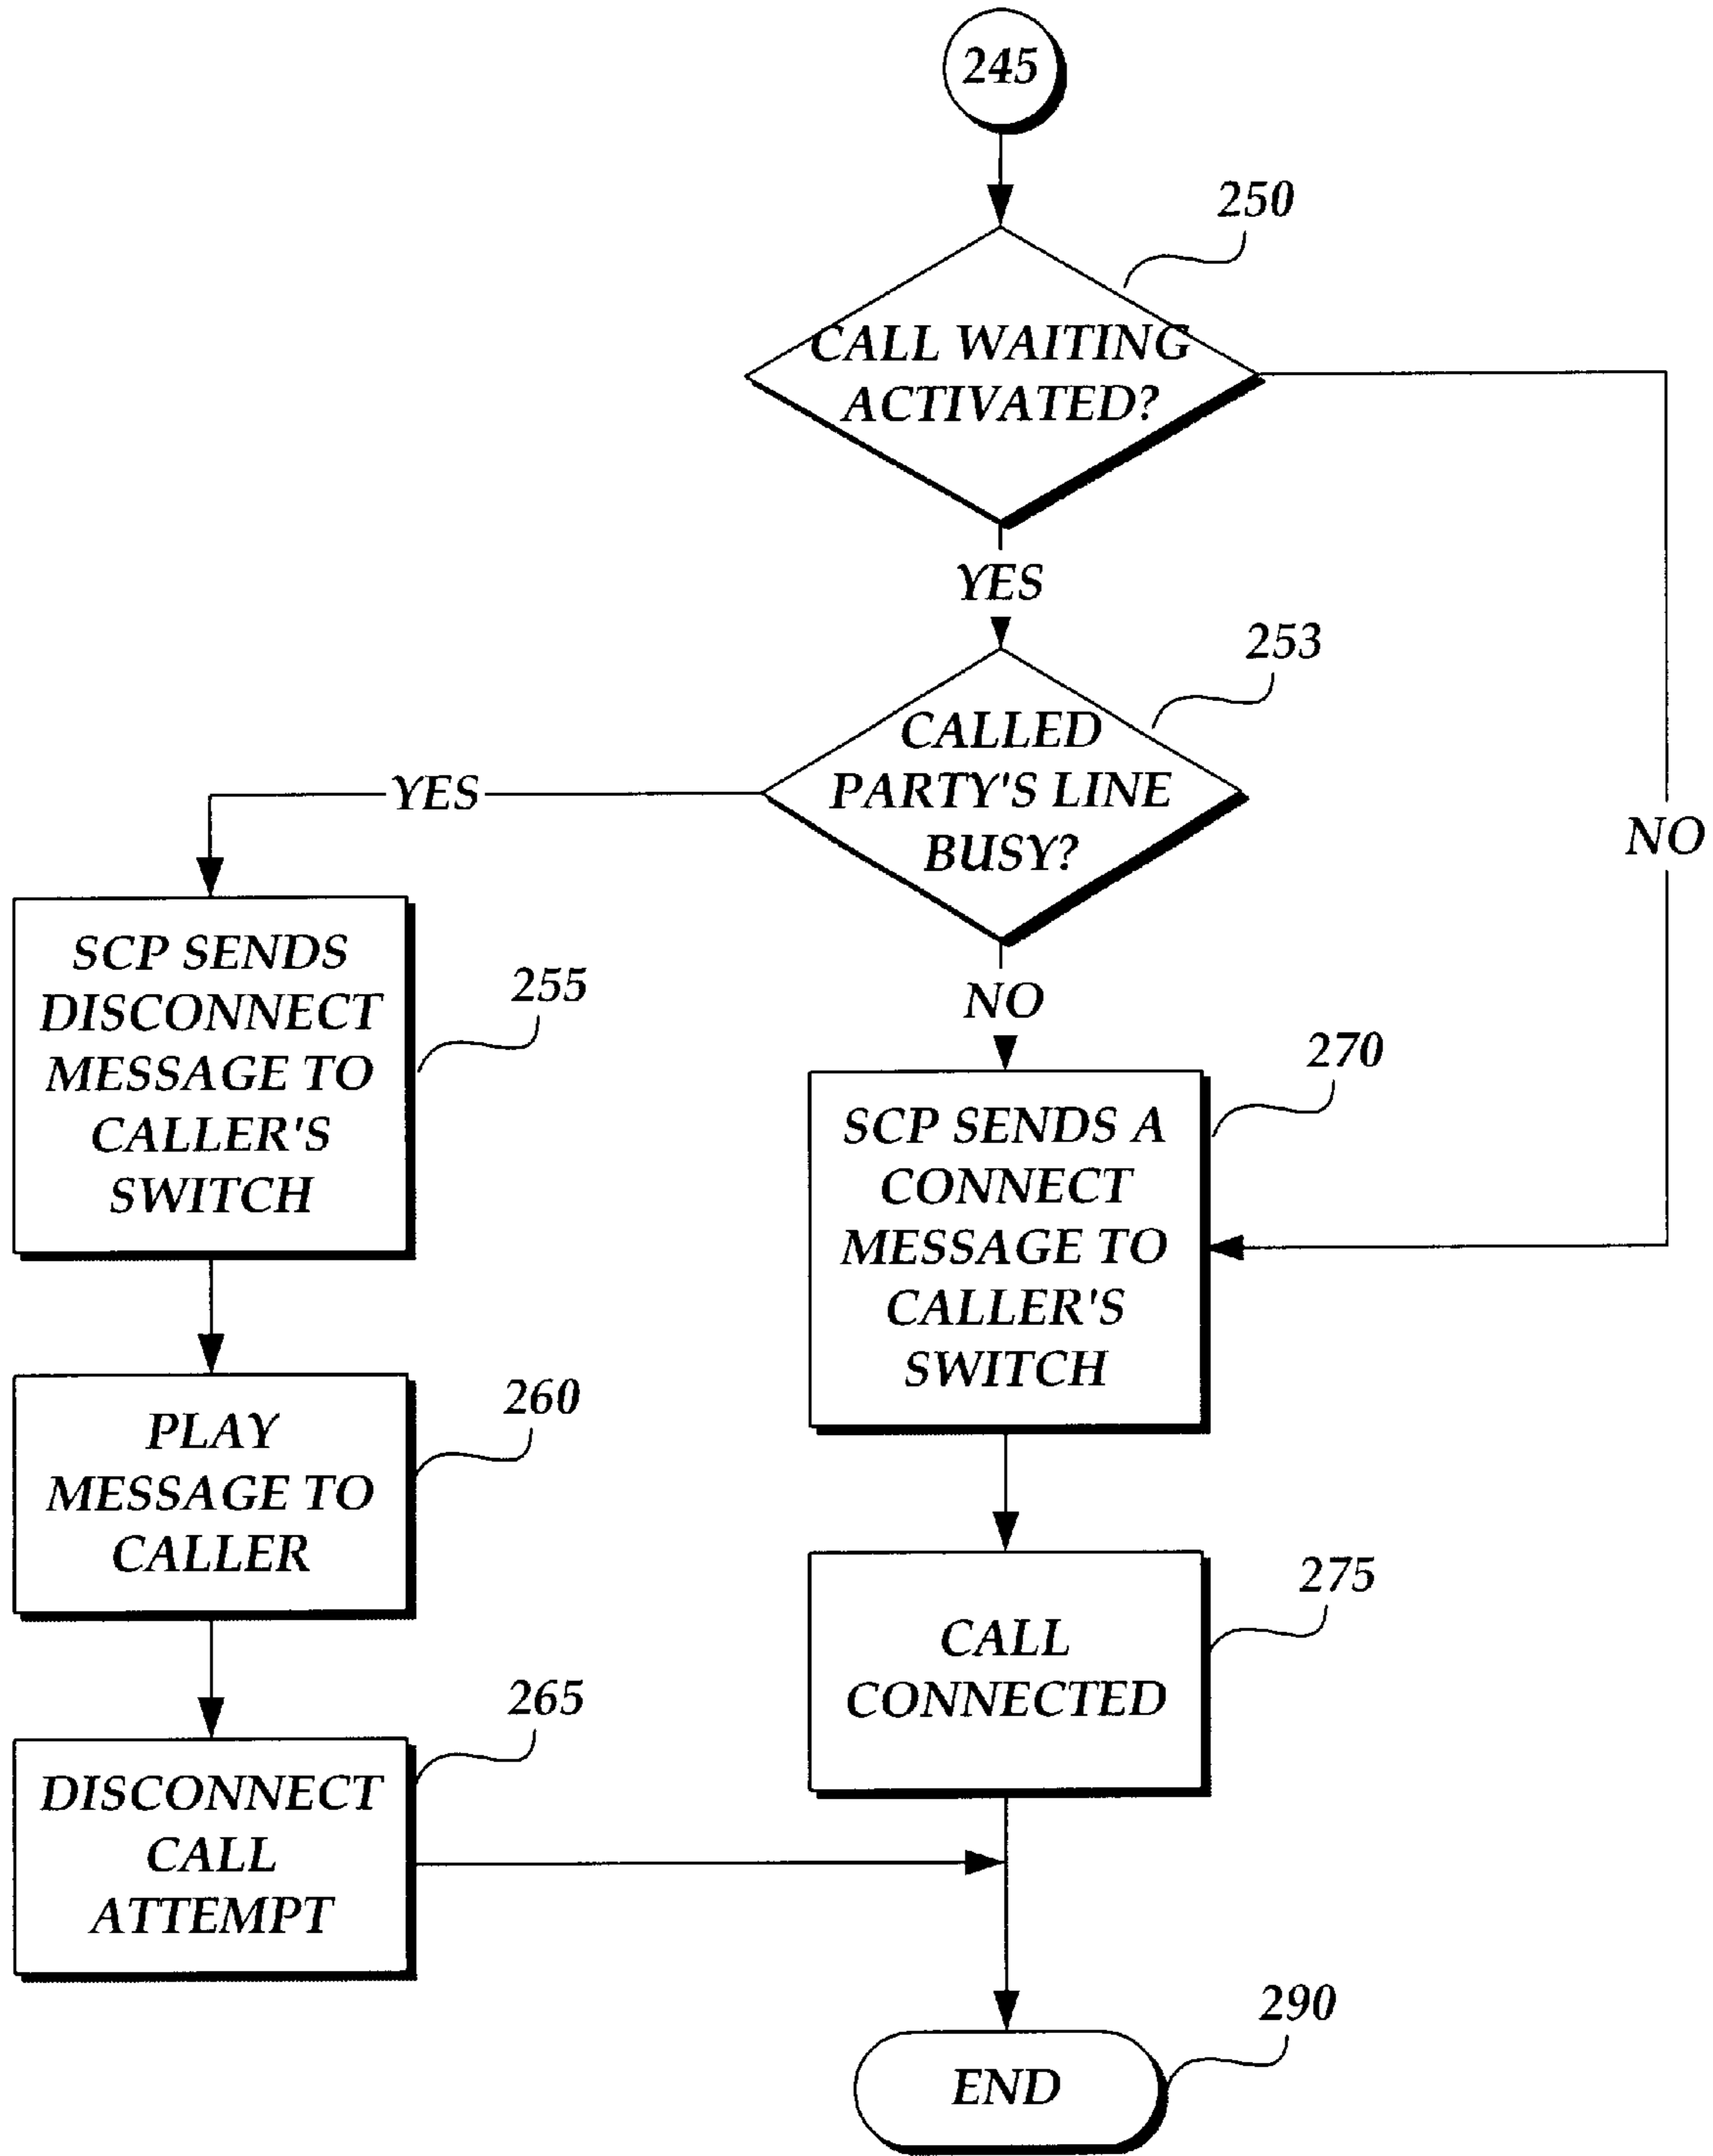 245
250
CALL WAITING
ACTIVATED?
YES
NO
253
CALLED
PARTY'S LINE
BUSY?
YES
NO
SCP SENDS
DISCONNECT
MESSAGE TO
CALLER'S
SWITCH
255
270
SCP SENDS A
CONNECT
MESSAGE TO
CALLER'S
SWITCH
PLAY
MESSAGE TO
CALLER
260
275
CALL
CONNECTED
265
DISCONNECT
CALL
ATTEMPT
290
END